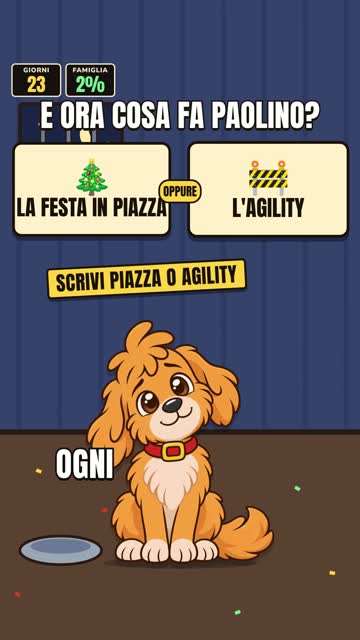 GIORNI
23
FAMIGLIA
2%
E ORA COSA FA PAOLINO?
LA FESTA IN PIAZZA
OPPURE
L'AGILITY
SCRIVI PIAZZA O AGILITY
OGNI